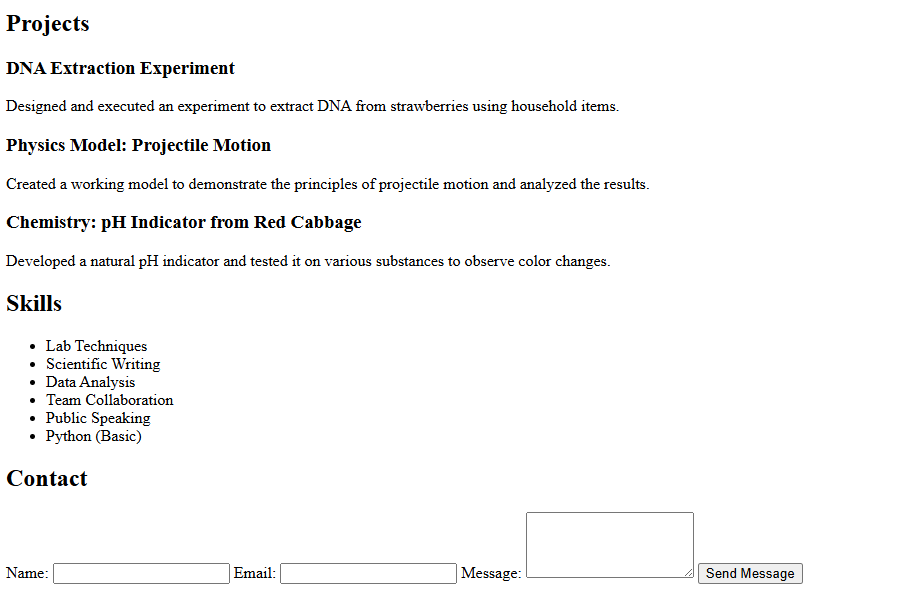 Projects
DNA Extraction Experiment
Designed and executed an experiment to extract DNA from strawberries using household items.
Physics Model: Projectile Motion
Created a working model to demonstrate the principles of projectile motion and analyzed the results.
Chemistry: pH Indicator from Red Cabbage
Developed a natural pH indicator and tested it on various substances to observe color changes.
Skills
• Lab Techniques
• Scientific Writing
• Data Analysis
• Team Collaboration
• Public Speaking
• Python (Basic)
Contact
Name: Email: Message: Send Message